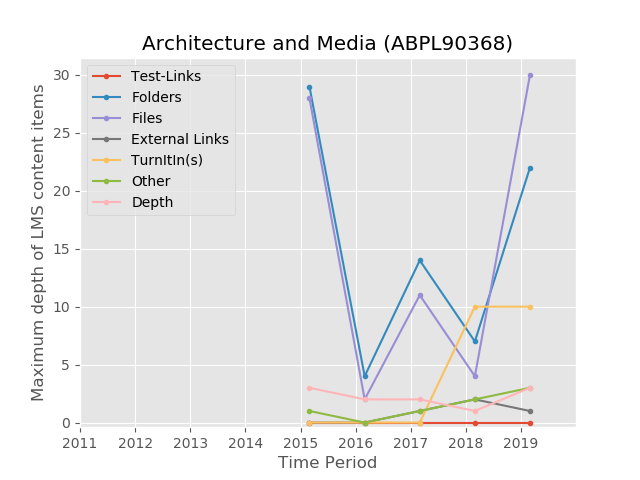 Architecture and Media (ABPL90368)
Maximum depth of LMS content items
30
25
20
15
10
5
0
Test-Links
Folders
Files
External Links
TurnItIn(s)
Other
Depth
2011 2012 2013 2014 2015 2016 2017 2018 2019
Time Period